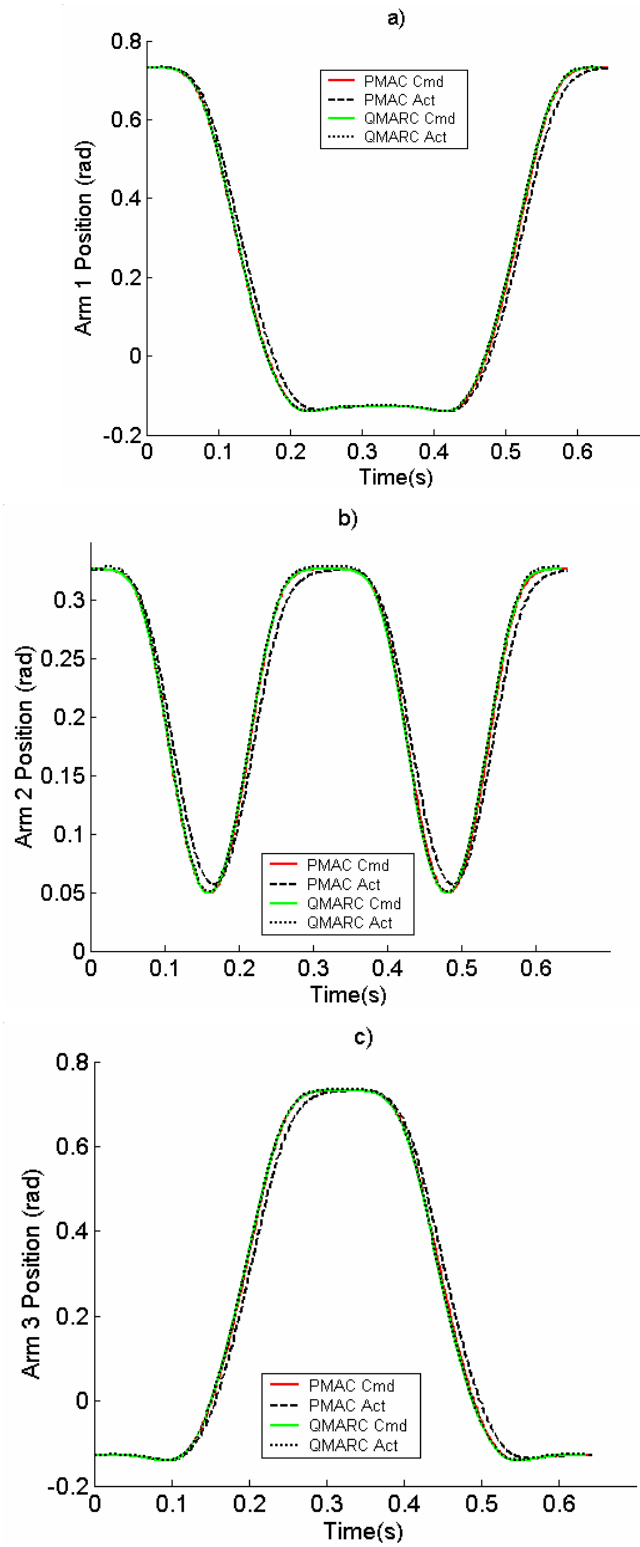 a)
0.8
0.6
0.4
0.2
0
-0.2
Arm 1 Position (rad)
PMAC Cmd
PMAC Act
QMARC Cmd
QMARC Act
0 0.1 0.2 0.3 0.4 0.5 0.6
Time(s)
b)
0.3
0.25
0.2
0.15
0.1
0.05
0
Arm 2 Position (rad)
PMAC Cmd
PMAC Act
QMARC Cmd
QMARC Act
0 0.1 0.2 0.3 0.4 0.5 0.6
Time(s)
c)
0.8
0.6
0.4
0.2
0
-0.2
Arm 3 Position (rad)
PMAC Cmd
PMAC Act
QMARC Cmd
QMARC Act
0 0.1 0.2 0.3 0.4 0.5 0.6
Time(s)